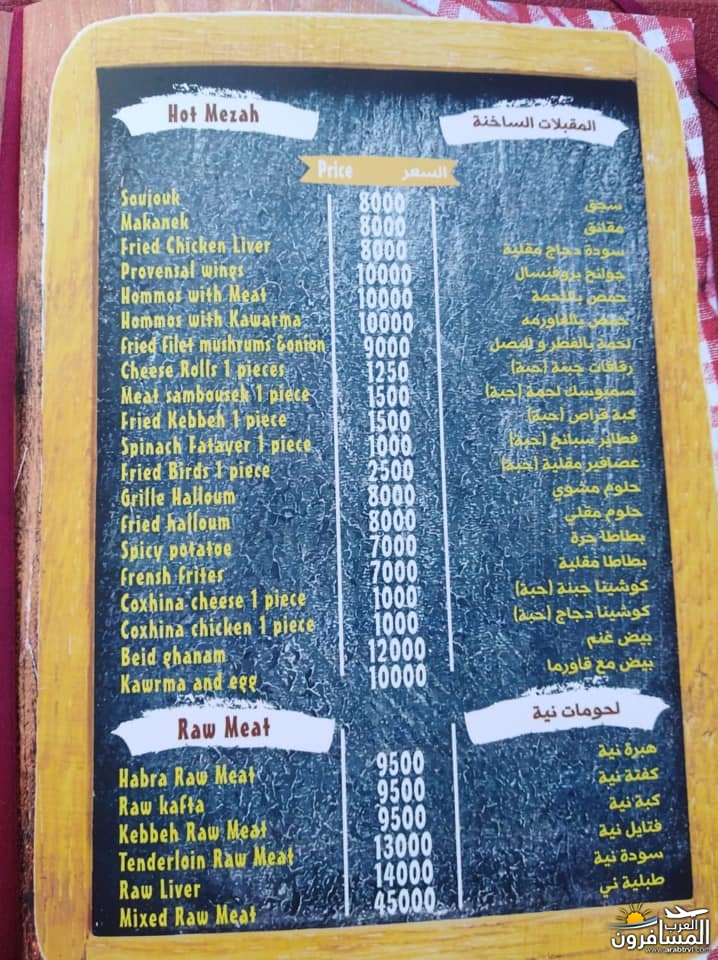 Hot Mezah المقبلات الساخنة
Price السعر
Soujouk 8000 سجق
Makanek 8000 مقانق
Fried Chicken Liver 8000 سودة دجاج مقلية
Provensal wings 10000 جوانح بروفنسال
Hommos with Meat 10000 حمص باللحمة
Hommos with Kawarma 10000 حمص بالقاورمه
Fried Filet mushrums &onion 9000 لحمة بالفطر و البصل
Cheese Rolls 1 pieces 1250 رقاقات جبنة (حبة)
Meat sambousek 1 piece 1500 سمبوسك لحمة (حبة)
Fried Kebbeh 1 piece 1500 كبة قراص (حبة)
Spinach Fatayer 1 piece 1000 فطاير سبانخ (حبة)
Fried Birds 1 piece 2500 عصافير مقلية (حبة)
Grille Halloum 8000 حلوم مشوي
Fried halloum 8000 حلوم مقلي
Spicy potatoe 7000 بطاطا حرة
Frensh frites 7000 بطاطا مقلية
Coxhina cheese 1 piece 1000 كوشينا جبنة (حبة)
Coxhina chicken 1 piece 1000 كوشينا دجاج (حبة)
Beid ghanam 12000 بيض غنم
Kawrma and egg 10000 بيض مع قاورما
Raw Meat لحومات نية
Habra Raw Meat 9500 هبرة نية
Raw kafta 9500 كفتة نية
Kebbeh Raw Meat 9500 كبة نية
Tenderloin Raw Meat 13000 فتايل نية
Raw Liver 14000 سودة نية
Mixed Raw Meat 45000 طبلية ني
العرب
المسافرون
www.arabtrvl.com